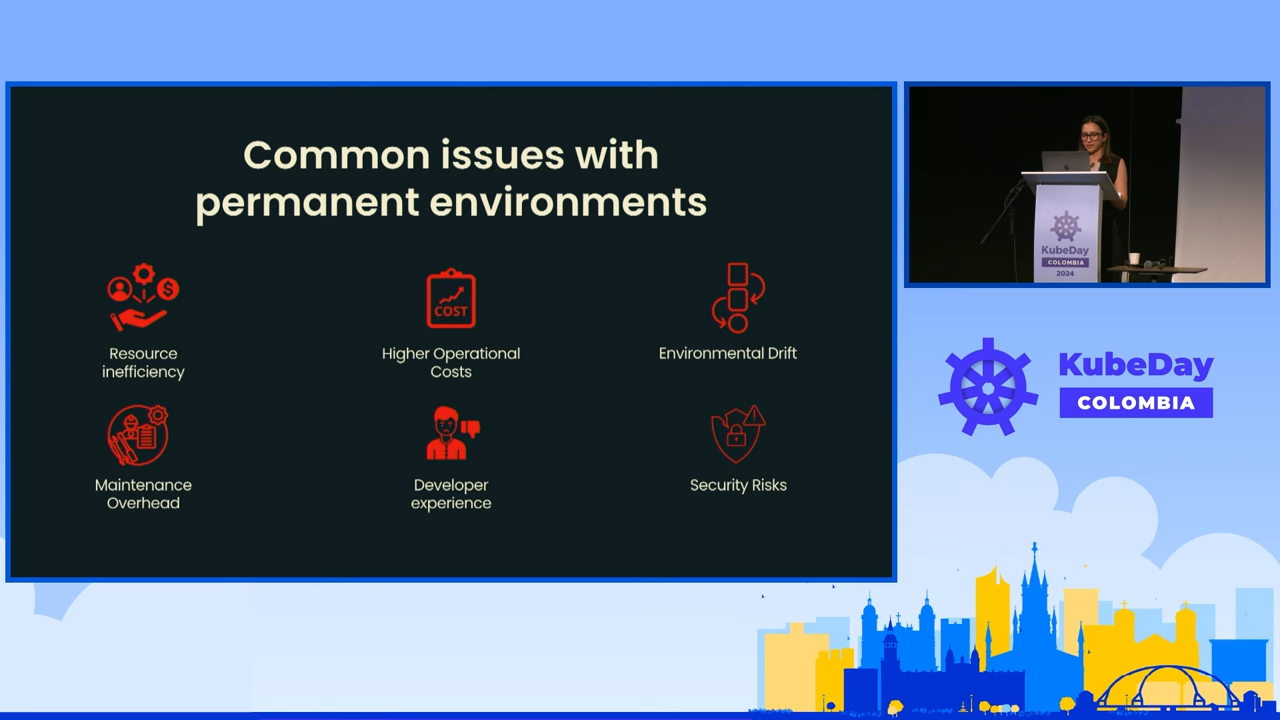 Common issues with
permanent environments
COST
Resource
inefficiency
Higher Operational
Costs
Environmental Drift
Maintenance
Overhead
Developer
experience
Security Risks
KubeDay
COLOMBIA
2024
KubeDay
COLOMBIA